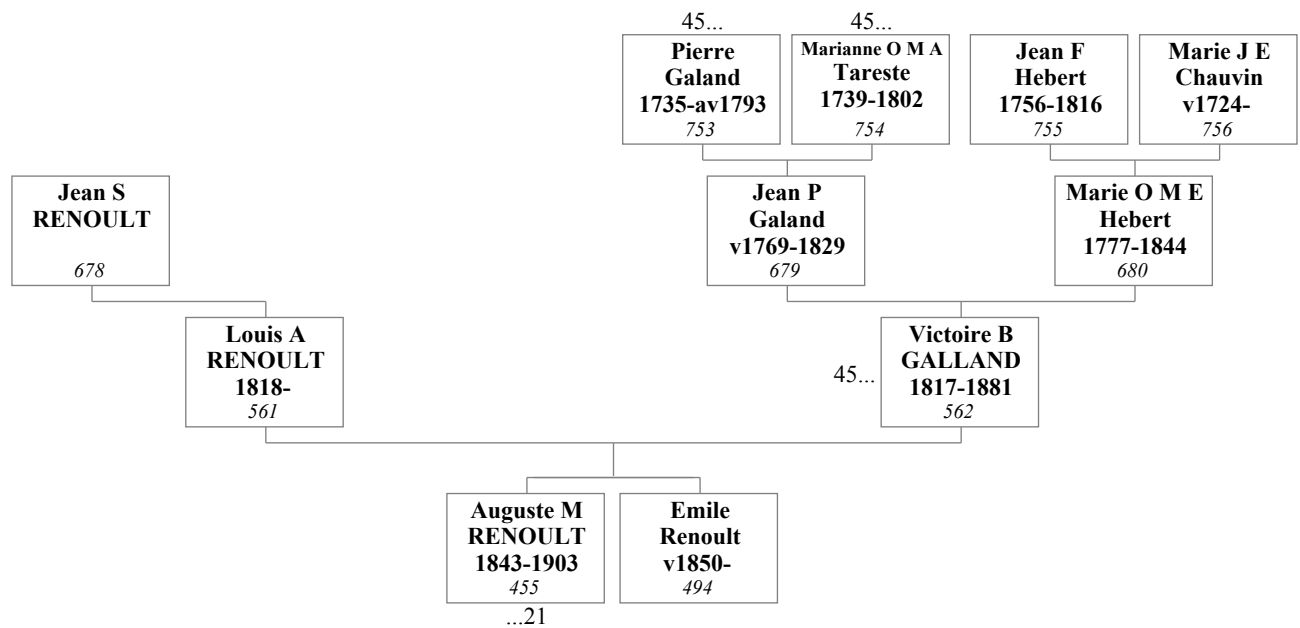 45...
45...
Pierre
Galand
1735-av1793
753
Marianne O M A
Tareste
1739-1802
754
Jean F
Hebert
1756-1816
755
Marie J E
Chauvin
v1724-
756
Jean S
RENOULT
678
Jean P
Galand
v1769-1829
679
Marie O M E
Hebert
1777-1844
680
Louis A
RENOULT
1818-
561
45...
Victoire B
GALLAND
1817-1881
562
Auguste M
RENOULT
1843-1903
455
Emile
Renoult
v1850-
494
...21